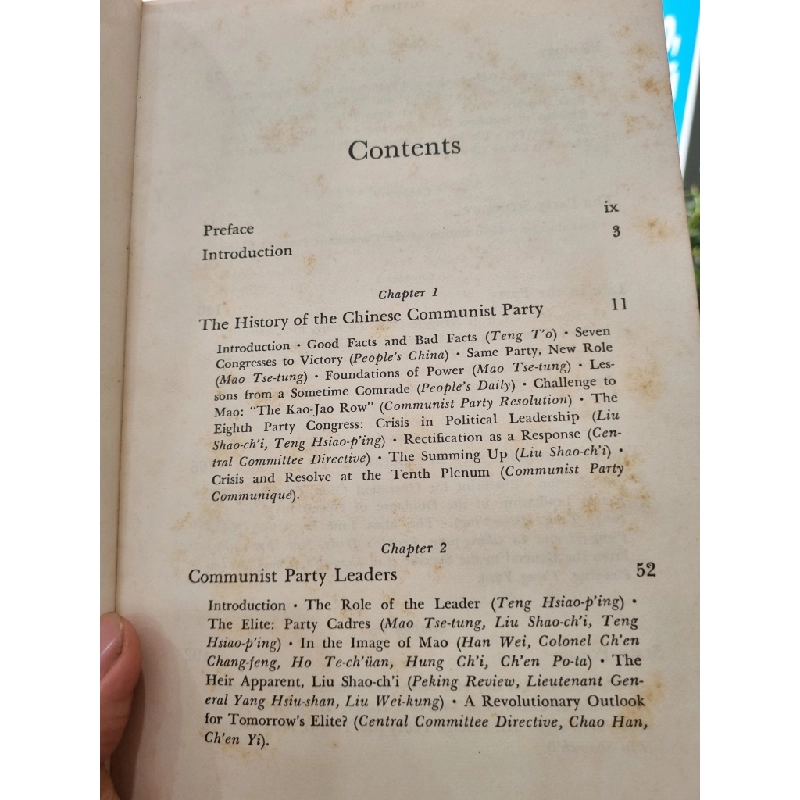 Contents
Preface ix
Introduction 3
Chapter 1
The History of the Chinese Communist Party 11
Introduction · Good Facts and Bad Facts (Teng T'o) · Seven
Congresses to Victory (People's China) · Same Party, New Role
(Mao Tse-tung) · Foundations of Power (Mao Tse-tung) · Les-
sons from a Sometime Comrade (People's Daily) · Challenge to
Mao: "The Kao-Jao Row" (Communist Party Resolution) · The
Eighth Party Congress: Crisis in Political Leadership (Liu
Shao-ch'i, Teng Hsiao-p'ing) · Rectification as a Response (Cen-
tral Committee Directive) · The Summing Up (Liu Shao-ch'i) ·
Crisis and Resolve at the Tenth Plenum (Communist Party
Communique).
Chapter 2
Communist Party Leaders 52
Introduction · The Role of the Leader (Teng Hsiao-p'ing) ·
The Elite: Party Cadres (Mao Tse-tung, Liu Shao-ch'i, Teng
Hsiao-p'ing) · In the Image of Mao (Han Wei, Colonel Ch'en
Chang-feng, Ho Te-ch'üan, Hung Ch'i, Ch'en Po-ta) · The
Heir Apparent, Liu Shao-ch'i (Peking Review, Lieutenant Gen-
eral Yang Hsiu-shan, Liu Wei-kung) · A Revolutionary Outlook
for Tomorrow's Elite? (Central Committee Directive, Chao Han,
Ch'en Yi).